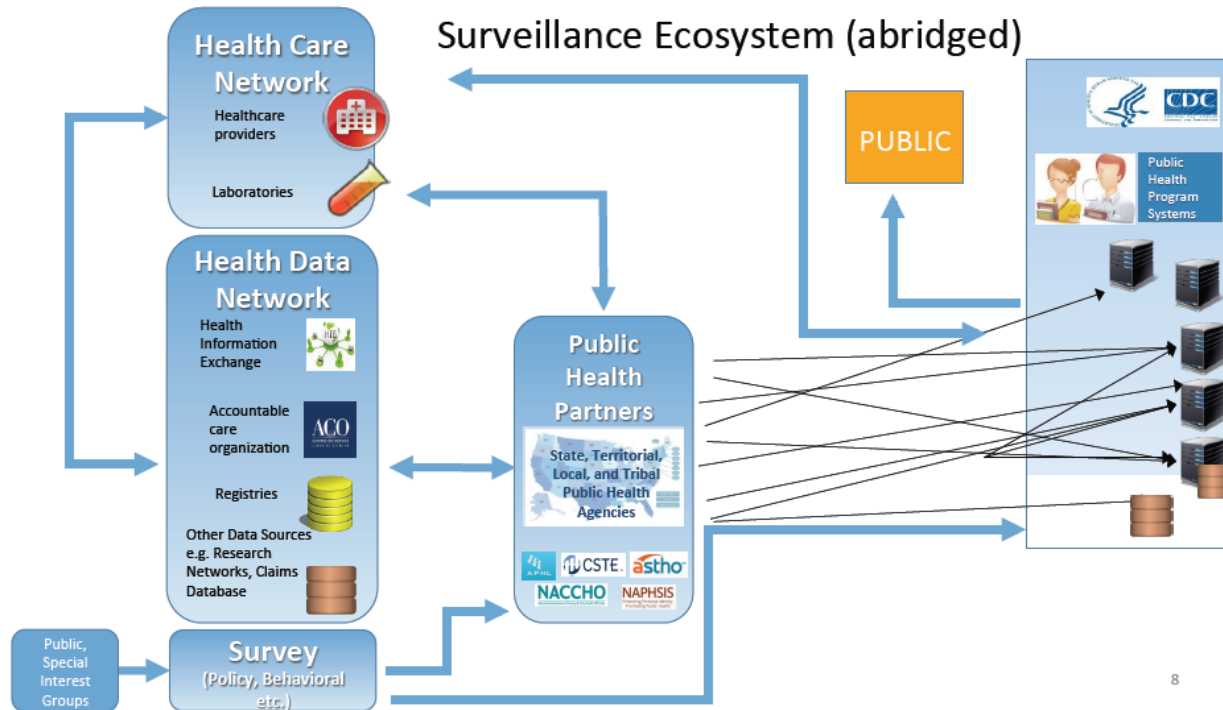 Surveillance Ecosystem (abridged)
Health Care
Network
Healthcare
providers
Laboratories
Health Data
Network
Health
Information
Exchange
HIE
Accountable
care
organization
ACO
Registries
Other Data Sources
e.g. Research
Networks, Claims
Database
Public,
Special
Interest
Groups
Survey
(Policy, Behavioral
etc.)
Public
Health
Partners
State, Territorial,
Local, and Tribal
Public Health
Agencies
APHL
CSTE
astho
NACCHO
NAPHSIS
PUBLIC
CDC
Public
Health
Program
Systems
8